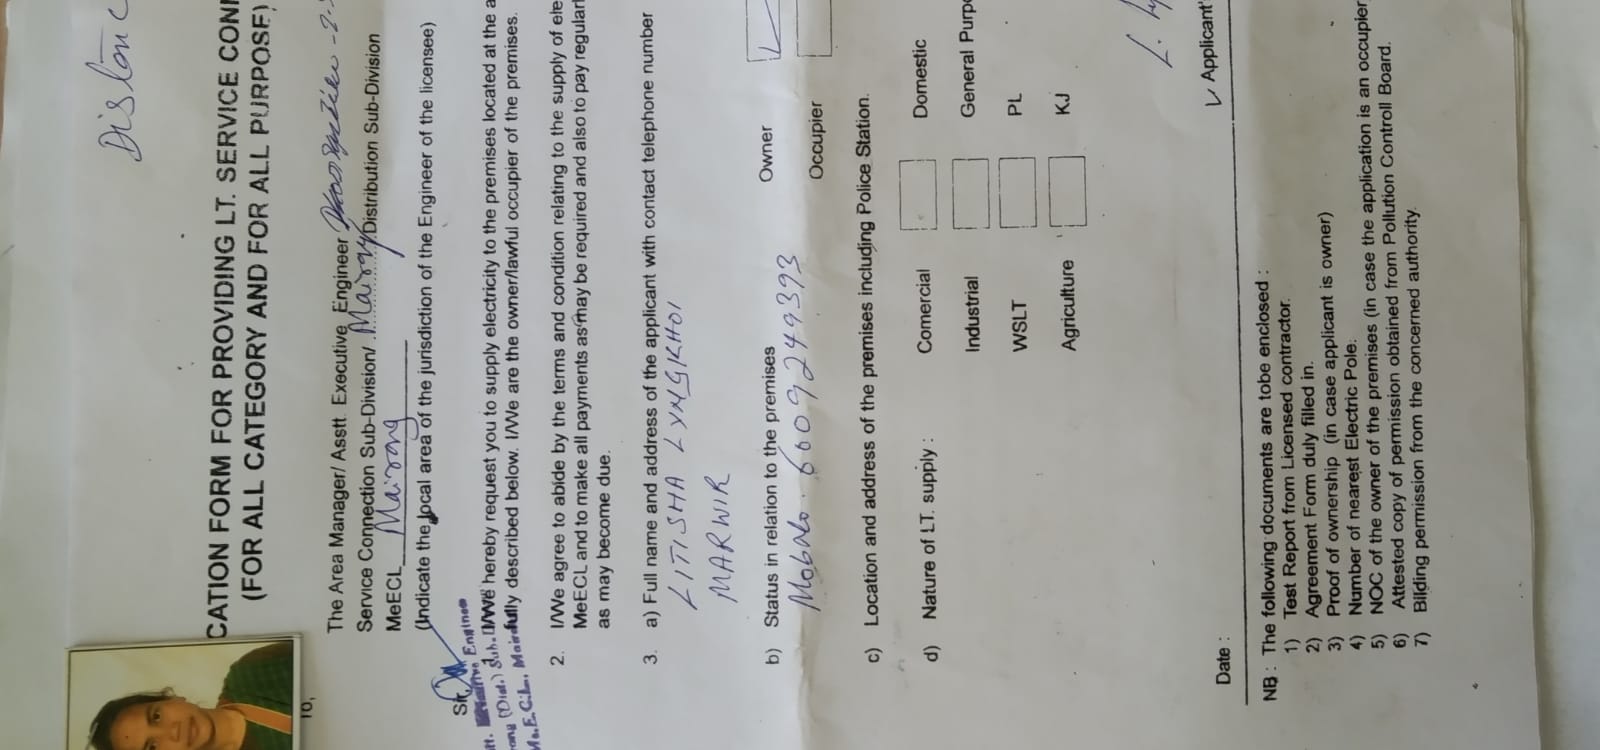 CATION FORM FOR PROVIDING LT. SERVICE CONN
(FOR ALL CATEGORY AND FOR ALL PURPOSE)
To,
The Area Manager/ Asstt. Executive Engineer
Service Connection Sub-Division/ Mairang Distribution Sub-Division
MeECL Mairang
(Indicate the local area of the jurisdiction of the Engineer of the licensee)
Sir,
I/We hereby request you to supply electricity to the premises located at the a
fully described below. I/We are the owner/lawful occupier of the premises.
2. I/We agree to abide by the terms and condition relating to the supply of ele
MeECL and to make all payments as may be required and also to pay regular
as may become due.
3. a) Full name and address of the applicant with contact telephone number
LITISHA LYNGKHOI
MARWIR
b) Status in relation to the premises Owner
Mob No. 6009249393 Occupier
c) Location and address of the premises including Police Station.
d) Nature of LT. supply : Comercial Domestic
Industrial General Purpo
WSLT PL
Agriculture KJ
Date : Applicant'
NB : The following documents are tobe enclosed :
1) Test Report from Licensed contractor.
2) Agreement Form duly filled in.
3) Proof of ownership (in case applicant is owner)
4) Number of nearest Electric Pole.
5) NOC of the owner of the premises (in case the application is an occupier
6) Attested copy of permission obtained from Pollution Controll Board.
7) Bilding permission from the concerned authority.